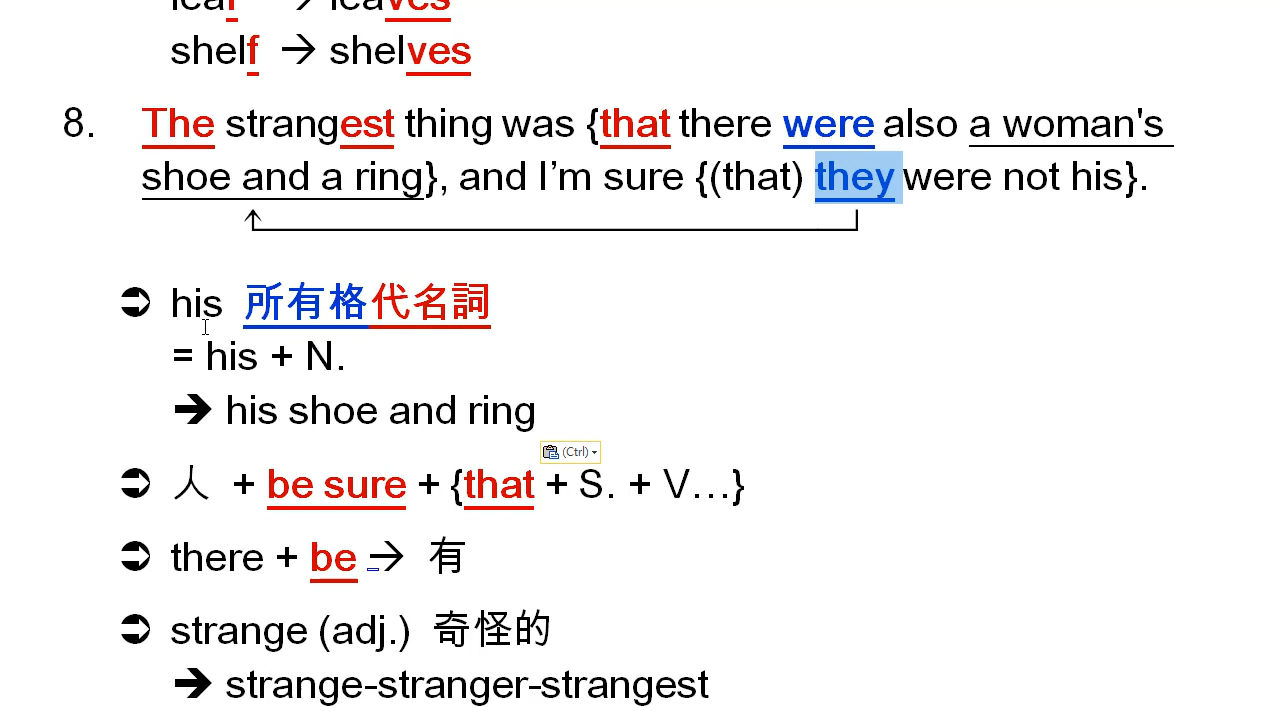 leaf → leaves
shelf → shelves
8. The strangest thing was {that there were also a woman's
shoe and a ring}, and I'm sure {(that) they were not his}.
➲ his 所有格代名詞
= his + N.
➔ his shoe and ring
(Ctrl)
➲ 人 + be sure + {that + S. + V…}
➲ there + be → 有
➲ strange (adj.) 奇怪的
➔ strange-stranger-strangest